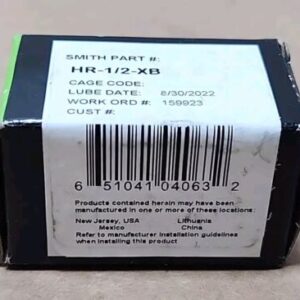 SMITH PART #:
HR-1/2-XB
CAGE CODE:
LUBE DATE: 8/30/2022
WORK ORD #: 159923
CUST #:
6 51041 04063 2
Products contained herein may have been
manufactured in one or more of these locations:
New Jersey, USA Lithuania
Mexico China
Refer to manufacturer installation guidelines
when installing this product